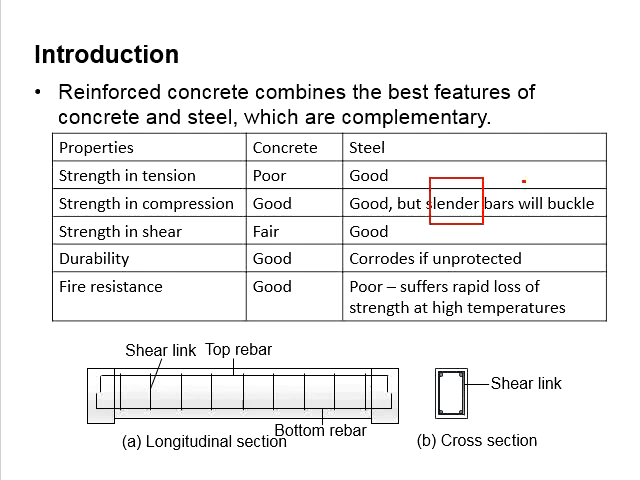 Introduction
• Reinforced concrete combines the best features of
concrete and steel, which are complementary.
Properties Concrete Steel
Strength in tension Poor Good
Strength in compression Good Good, but slender bars will buckle
Strength in shear Fair Good
Durability Good Corrodes if unprotected
Fire resistance Good Poor – suffers rapid loss of
strength at high temperatures
Shear link Top rebar
Shear link
Bottom rebar
(a) Longitudinal section
(b) Cross section